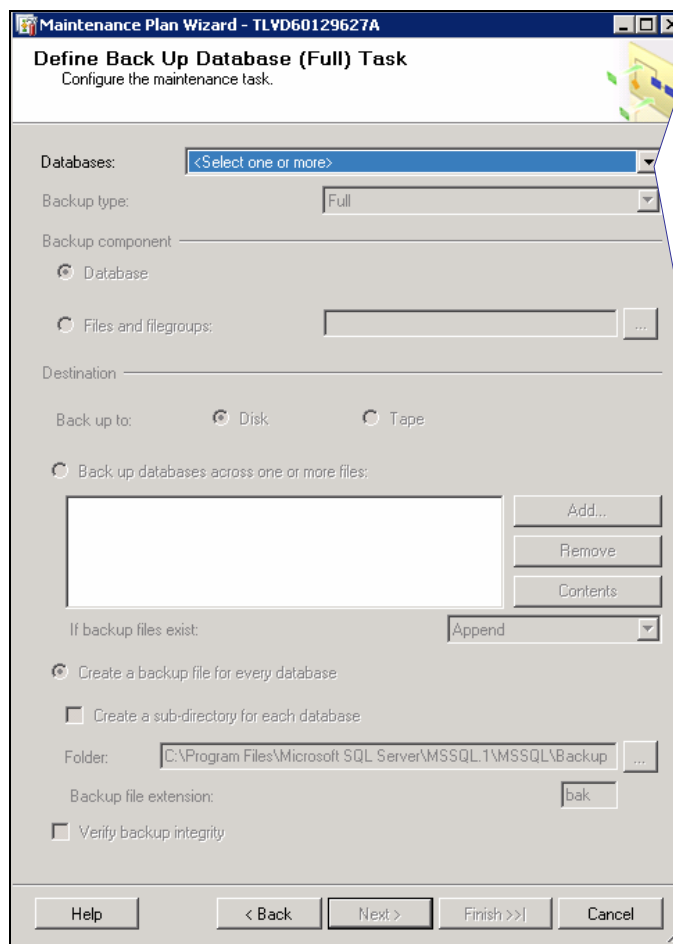 Maintenance Plan Wizard - TLVD60129627A
Define Back Up Database (Full) Task
Configure the maintenance task.
Databases: <Select one or more>
Backup type: Full
Backup component
Database
Files and filegroups: ...
Destination
Back up to: Disk Tape
Back up databases across one or more files:
Add...
Remove
Contents
If backup files exist: Append
Create a backup file for every database
Create a sub-directory for each database
Folder: C:\Program Files\Microsoft SQL Server\MSSQL.1\MSSQL\Backup ...
Backup file extension: bak
Verify backup integrity
Help < Back Next > Finish >>| Cancel